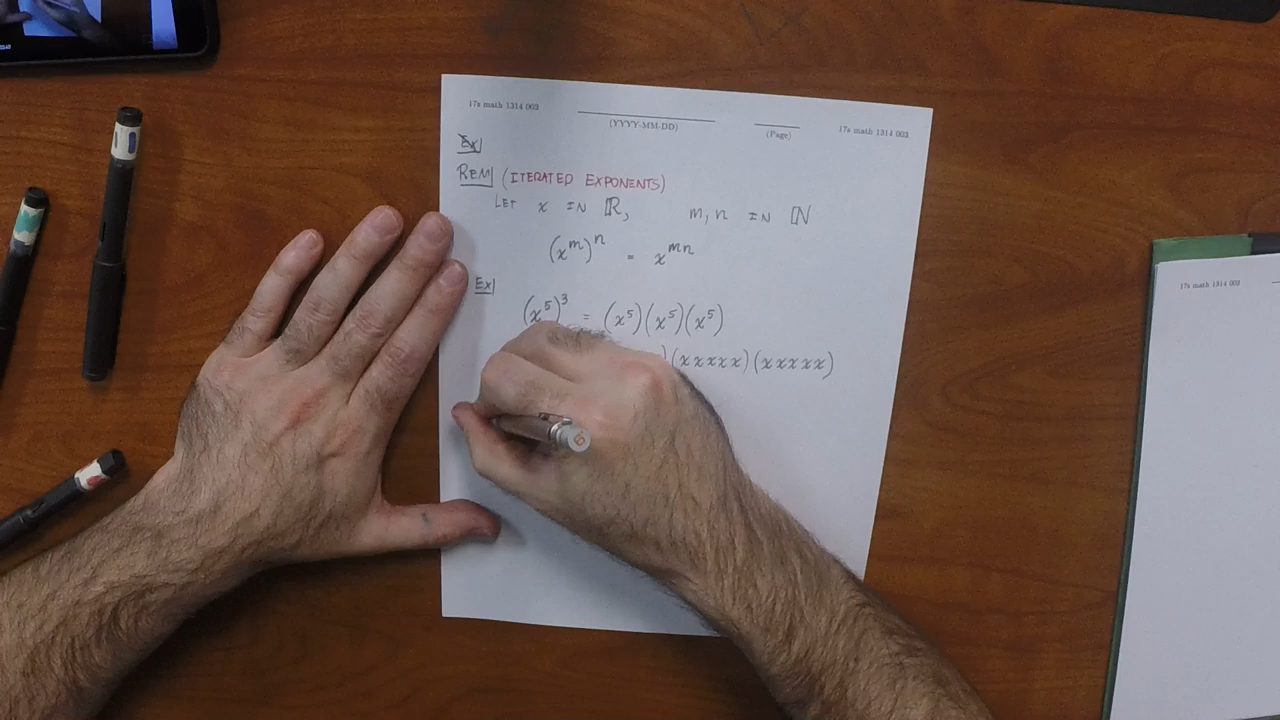 17s math 1314 003 (YYYY-MM-DD) (Page) 17s math 1314 003
Ex
REM (ITERATED EXPONENTS)
LET x IN ℝ, m, n IN ℕ
(x^m)^n = x^{mn}
Ex
(x^5)^3 = (x^5)(x^5)(x^5)
)(xxxxx)(xxxxx)
17s math 1314 003